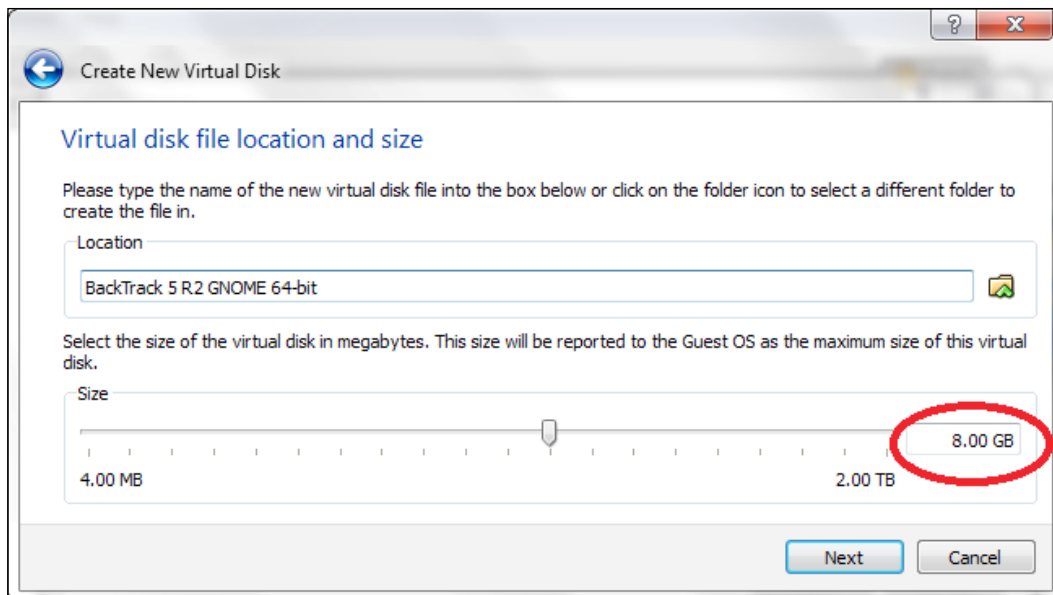 ?
X
Create New Virtual Disk
Virtual disk file location and size
Please type the name of the new virtual disk file into the box below or click on the folder icon to select a different folder to
create the file in.
Location
BackTrack 5 R2 GNOME 64-bit
Select the size of the virtual disk in megabytes. This size will be reported to the Guest OS as the maximum size of this virtual
disk.
Size
8.00 GB
4.00 MB
2.00 TB
Next
Cancel